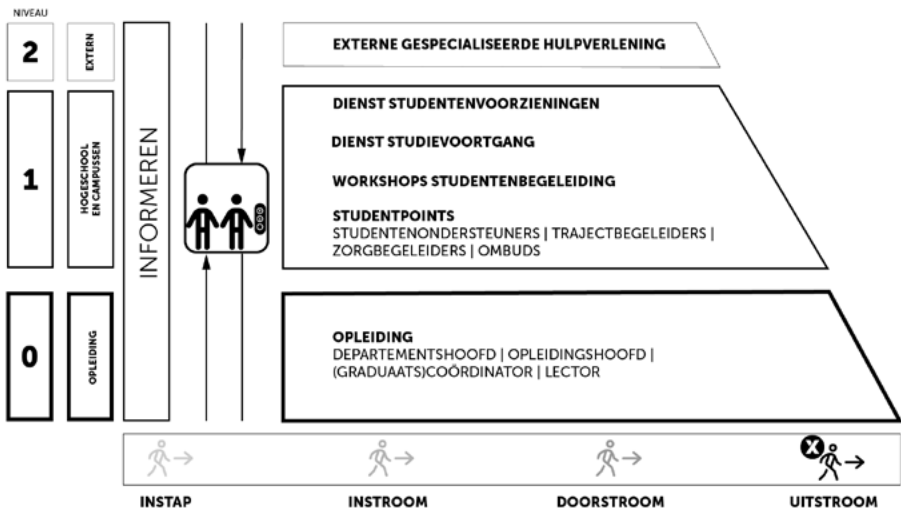 NIVEAU
2
EXTERN
EXTERNE GESPECIALISEERDE HULPVERLENING
1
HOGESCHOOL
EN CAMPUSSEN
INFORMEREN
DIENST STUDENTENVOORZIENINGEN
DIENST STUDIEVOORTGANG
WORKSHOPS STUDENTENBEGELEIDING
STUDENTPOINTS
STUDENTENONDERSTEUNERS | TRAJECTBEGELEIDERS |
ZORGBEGELEIDERS | OMBUDS
0
OPLEIDING
OPLEIDING
DEPARTEMENTSHOOFD | OPLEIDINGSHOOFD |
(GRADUAATS)COÖRDINATOR | LECTOR
X
INSTAP
INSTROOM
DOORSTROOM
UITSTROOM